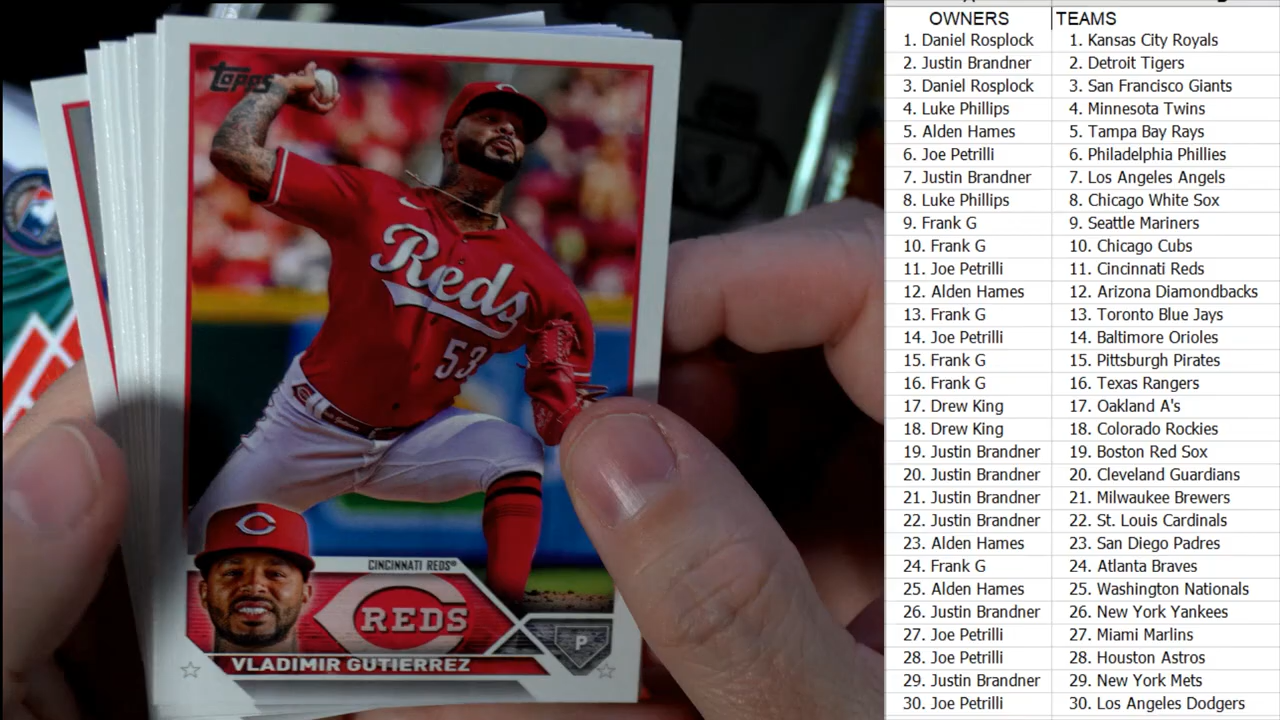 topps
Reds
53
CINCINNATI REDS®
REDS
P
VLADIMIR GUTIERREZ
OWNERS TEAMS
1. Daniel Rosplock 1. Kansas City Royals
2. Justin Brandner 2. Detroit Tigers
3. Daniel Rosplock 3. San Francisco Giants
4. Luke Phillips 4. Minnesota Twins
5. Alden Hames 5. Tampa Bay Rays
6. Joe Petrilli 6. Philadelphia Phillies
7. Justin Brandner 7. Los Angeles Angels
8. Luke Phillips 8. Chicago White Sox
9. Frank G 9. Seattle Mariners
10. Frank G 10. Chicago Cubs
11. Joe Petrilli 11. Cincinnati Reds
12. Alden Hames 12. Arizona Diamondbacks
13. Frank G 13. Toronto Blue Jays
14. Joe Petrilli 14. Baltimore Orioles
15. Frank G 15. Pittsburgh Pirates
16. Frank G 16. Texas Rangers
17. Drew King 17. Oakland A's
18. Drew King 18. Colorado Rockies
19. Justin Brandner 19. Boston Red Sox
20. Justin Brandner 20. Cleveland Guardians
21. Justin Brandner 21. Milwaukee Brewers
22. Justin Brandner 22. St. Louis Cardinals
23. Alden Hames 23. San Diego Padres
24. Frank G 24. Atlanta Braves
25. Alden Hames 25. Washington Nationals
26. Justin Brandner 26. New York Yankees
27. Joe Petrilli 27. Miami Marlins
28. Joe Petrilli 28. Houston Astros
29. Justin Brandner 29. New York Mets
30. Joe Petrilli 30. Los Angeles Dodgers